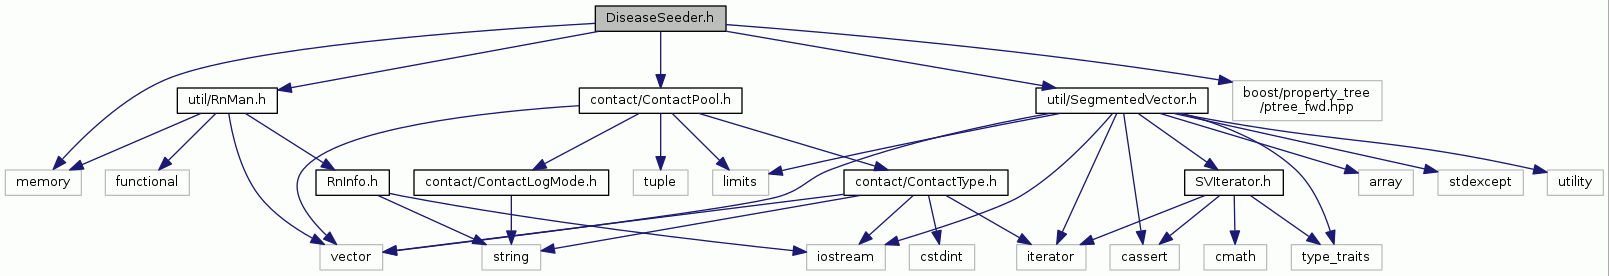 DiseaseSeeder.h
util/RnMan.h
contact/ContactPool.h
util/SegmentedVector.h
boost/property_tree
/ptree_fwd.hpp
memory
functional
RnInfo.h
contact/ContactLogMode.h
tuple
limits
contact/ContactType.h
SVIterator.h
array
stdexcept
utility
vector
string
iostream
cstdint
iterator
cassert
cmath
type_traits